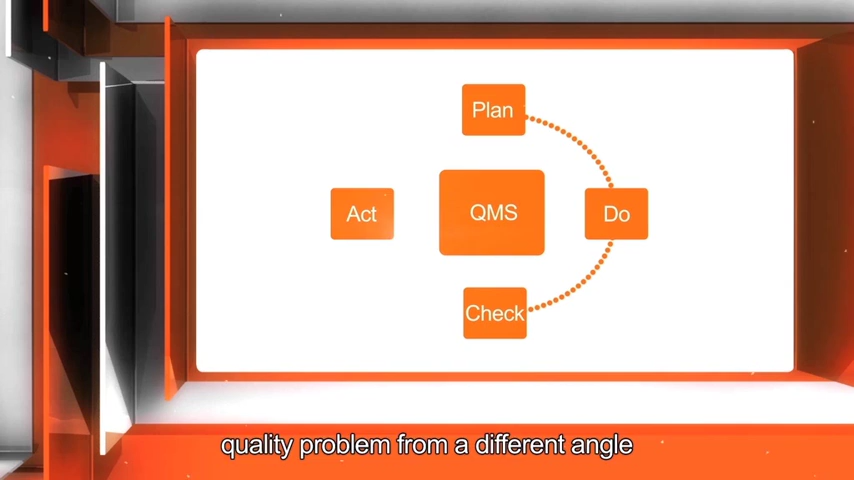 Plan
Act
QMS
Do
Check
quality problem from a different angle